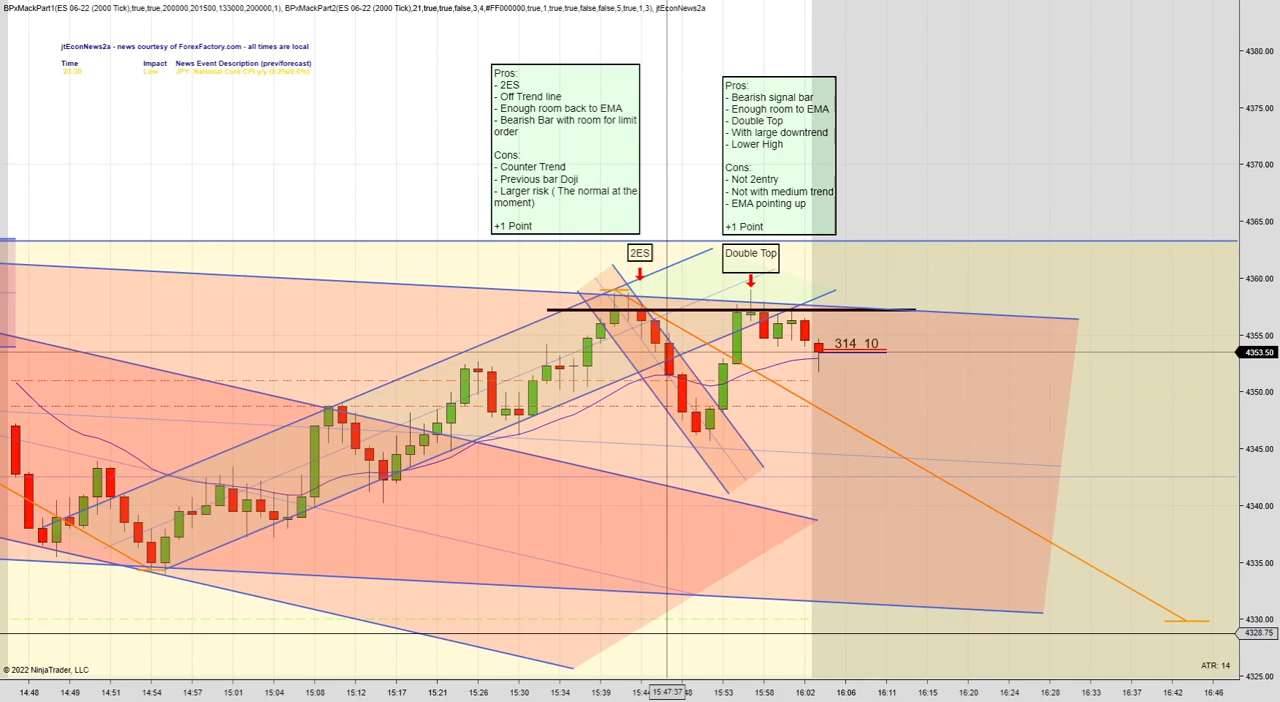 BPxMackPart1(ES 06-22 (2000 Tick),true,true,200000,201500,133000,200000,1), BPxMackPart2(ES 06-22 (2000 Tick),21,true,true,false,3,4,#FF000000,true,1,true,true,false,false,5,true,1,3), jtEconNews2a
jtEconNews2a - news courtesy of ForexFactory.com - all times are local
Time Impact News Event Description (prev/forecast)
23:30 Low JPY: National Core CPI y/y (0.2%/0.6%)
Pros:
- 2ES
- Off Trend line
- Enough room back to EMA
- Bearish Bar with room for limit
order
Cons:
- Counter Trend
- Previous bar Doji
- Larger risk ( The normal at the
moment)
+1 Point
Pros:
- Bearish signal bar
- Enough room to EMA
- Double Top
- With large downtrend
- Lower High
Cons:
- Not 2entry
- Not with medium trend
- EMA pointing up
+1 Point
2ES
Double Top
314 10
4380.00
4375.00
4370.00
4365.00
4360.00
4355.00
4353.50
4350.00
4345.00
4340.00
4335.00
4330.00
4328.75
4325.00
© 2022 NinjaTrader, LLC
ATR: 14
14:48 14:49 14:51 14:54 14:57 15:01 15:04 15:08 15:12 15:17 15:21 15:26 15:30 15:34 15:39 15:44 15:47:37 48 15:53 15:58 16:02 16:06 16:11 16:15 16:20 16:24 16:28 16:33 16:37 16:42 16:46